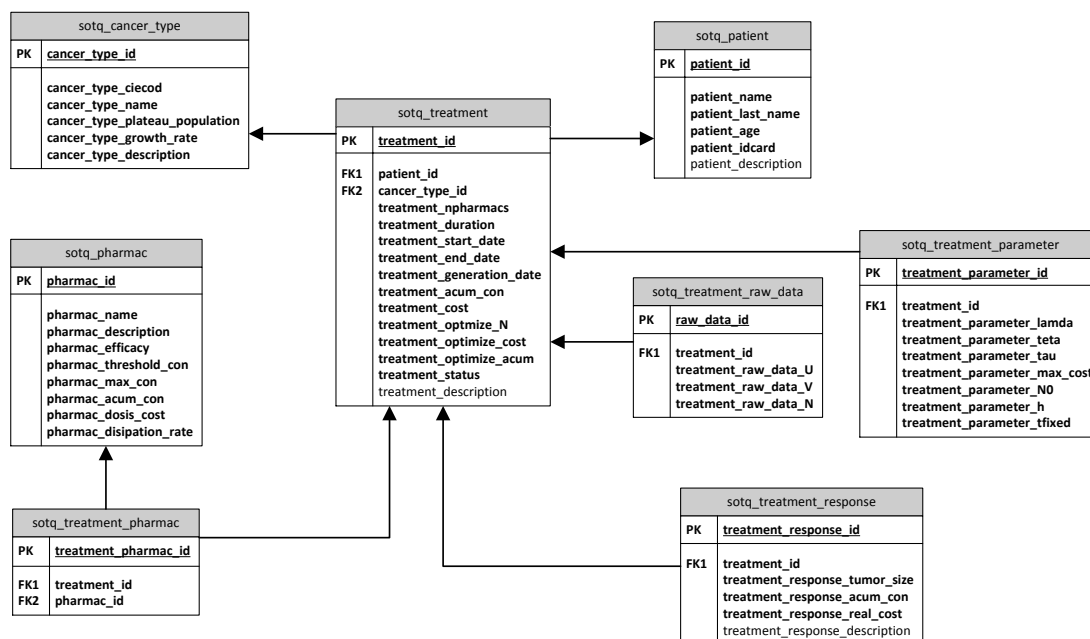 sotq_cancer_type
PK cancer_type_id
cancer_type_ciecod
cancer_type_name
cancer_type_plateau_population
cancer_type_growth_rate
cancer_type_description
sotq_patient
PK patient_id
patient_name
patient_last_name
patient_age
patient_idcard
patient_description
sotq_treatment
PK treatment_id
FK1 patient_id
FK2 cancer_type_id
treatment_npharmacs
treatment_duration
treatment_start_date
treatment_end_date
treatment_generation_date
treatment_acum_con
treatment_cost
treatment_optmize_N
treatment_optimize_cost
treatment_optimize_acum
treatment_status
treatment_description
sotq_pharmac
PK pharmac_id
pharmac_name
pharmac_description
pharmac_efficacy
pharmac_threshold_con
pharmac_max_con
pharmac_acum_con
pharmac_dosis_cost
pharmac_disipation_rate
sotq_treatment_parameter
PK treatment_parameter_id
FK1 treatment_id
treatment_parameter_lamda
treatment_parameter_teta
treatment_parameter_tau
treatment_parameter_max_cost
treatment_parameter_N0
treatment_parameter_h
treatment_parameter_tfixed
sotq_treatment_raw_data
PK raw_data_id
FK1 treatment_id
treatment_raw_data_U
treatment_raw_data_V
treatment_raw_data_N
sotq_treatment_pharmac
PK treatment_pharmac_id
FK1 treatment_id
FK2 pharmac_id
sotq_treatment_response
PK treatment_response_id
FK1 treatment_id
treatment_response_tumor_size
treatment_response_acum_con
treatment_response_real_cost
treatment_response_description